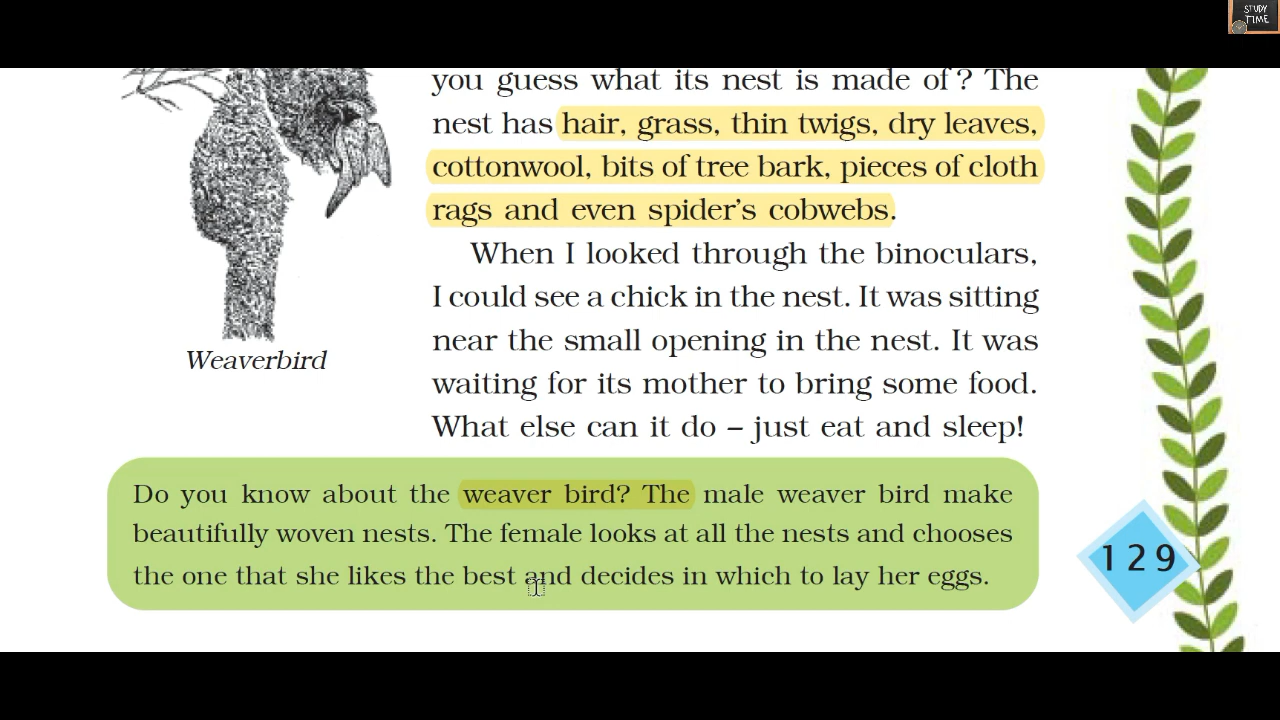 STUDY
TIME
you guess what its nest is made of? The
nest has hair, grass, thin twigs, dry leaves,
cottonwool, bits of tree bark, pieces of cloth
rags and even spider's cobwebs.
When I looked through the binoculars,
I could see a chick in the nest. It was sitting
near the small opening in the nest. It was
waiting for its mother to bring some food.
What else can it do – just eat and sleep!
Weaverbird
Do you know about the weaver bird? The male weaver bird make
beautifully woven nests. The female looks at all the nests and chooses
the one that she likes the best and decides in which to lay her eggs.
129